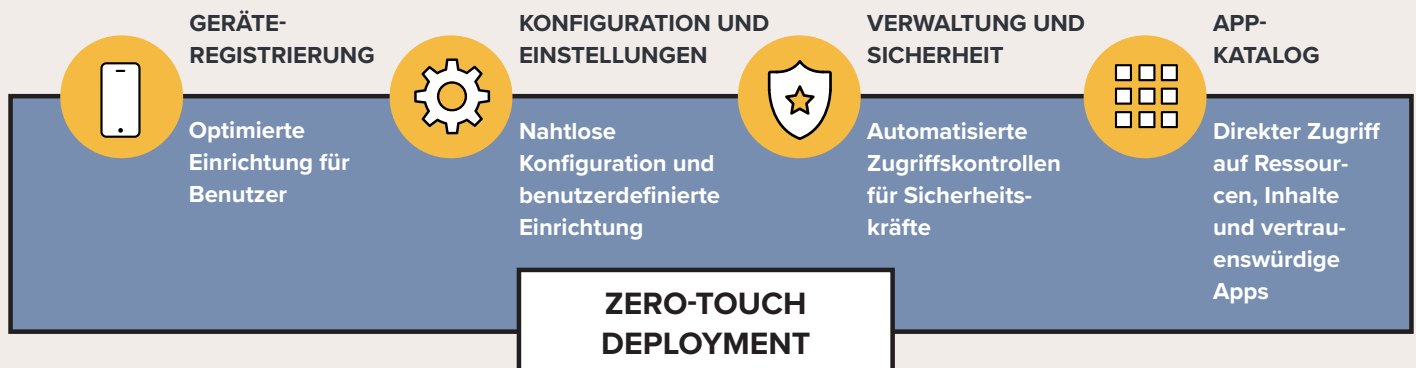 GERÄTE-
REGISTRIERUNG
Optimierte
Einrichtung für
Benutzer
KONFIGURATION UND
EINSTELLUNGEN
Nahtlose
Konfiguration und
benutzerdefinierte
Einrichtung
VERWALTUNG UND
SICHERHEIT
Automatisierte
Zugriffskontrollen
für Sicherheits-
kräfte
APP-
KATALOG
Direkter Zugriff
auf Ressour-
cen, Inhalte
und vertrau-
enswürdige
Apps
ZERO-TOUCH
DEPLOYMENT